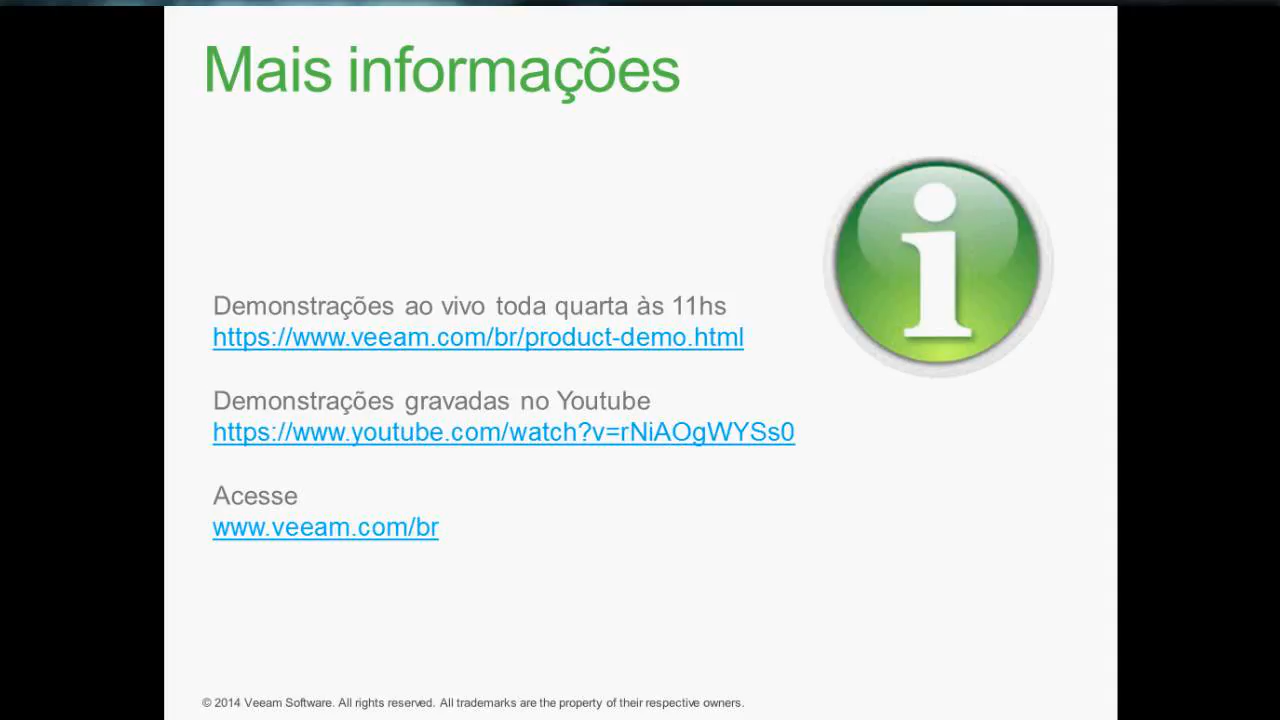 Mais informações
Demonstrações ao vivo toda quarta às 11hs
https://www.veeam.com/br/product-demo.html
Demonstrações gravadas no Youtube
https://www.youtube.com/watch?v=rNiAOgWYSs0
Acesse
www.veeam.com/br
© 2014 Veeam Software. All rights reserved. All trademarks are the property of their respective owners.